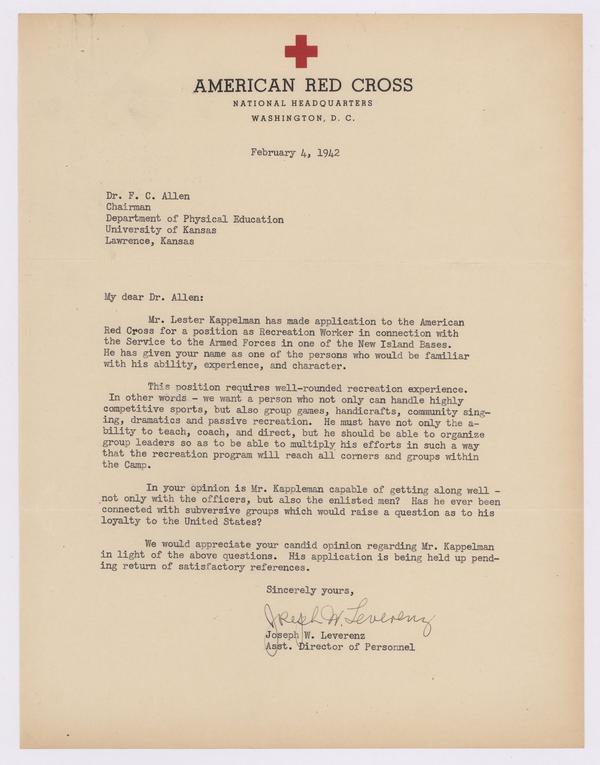 AMERICAN RED CROSS
NATIONAL HEADQUARTERS
WASHINGTON, D. C.
February 4, 1942
Dr. F. C. Allen
Chairman
Department of Physical Education
University of Kansas
Lawrence, Kansas
My dear Dr. Allen:
Mr. Lester Kappelman has made application to the American
Red Cross for a position as Recreation Worker in connection with
the Service to the Armed Forces in one of the New Island Bases.
He has given your name as one of the persons who would be familiar
with his ability, experience, and character.
This position requires well-rounded recreation experience.
In other words - we want a person who not only can handle highly
competitive sports, but also group games, handicrafts, community sing-
ing, dramatics and passive recreation. He must have not only the a-
bility to teach, coach, and direct, but he should be able to organize
group leaders so as to be able to multiply his efforts in such a way
that the recreation program will reach all corners and groups within
the Camp.
In your opinion is Mr. Kappleman capable of getting along well -
not only with the officers, but also the enlisted men? Has he ever been
connected with subversive groups which would raise a question as to his
loyalty to the United States?
We would appreciate your candid opinion regarding Mr. Kappelman
in light of the above questions. His application is being held up pend-
ing return of satisfactory references.
Sincerely yours,
Joseph W. Leverenz
Joseph W. Leverenz
Asst. Director of Personnel